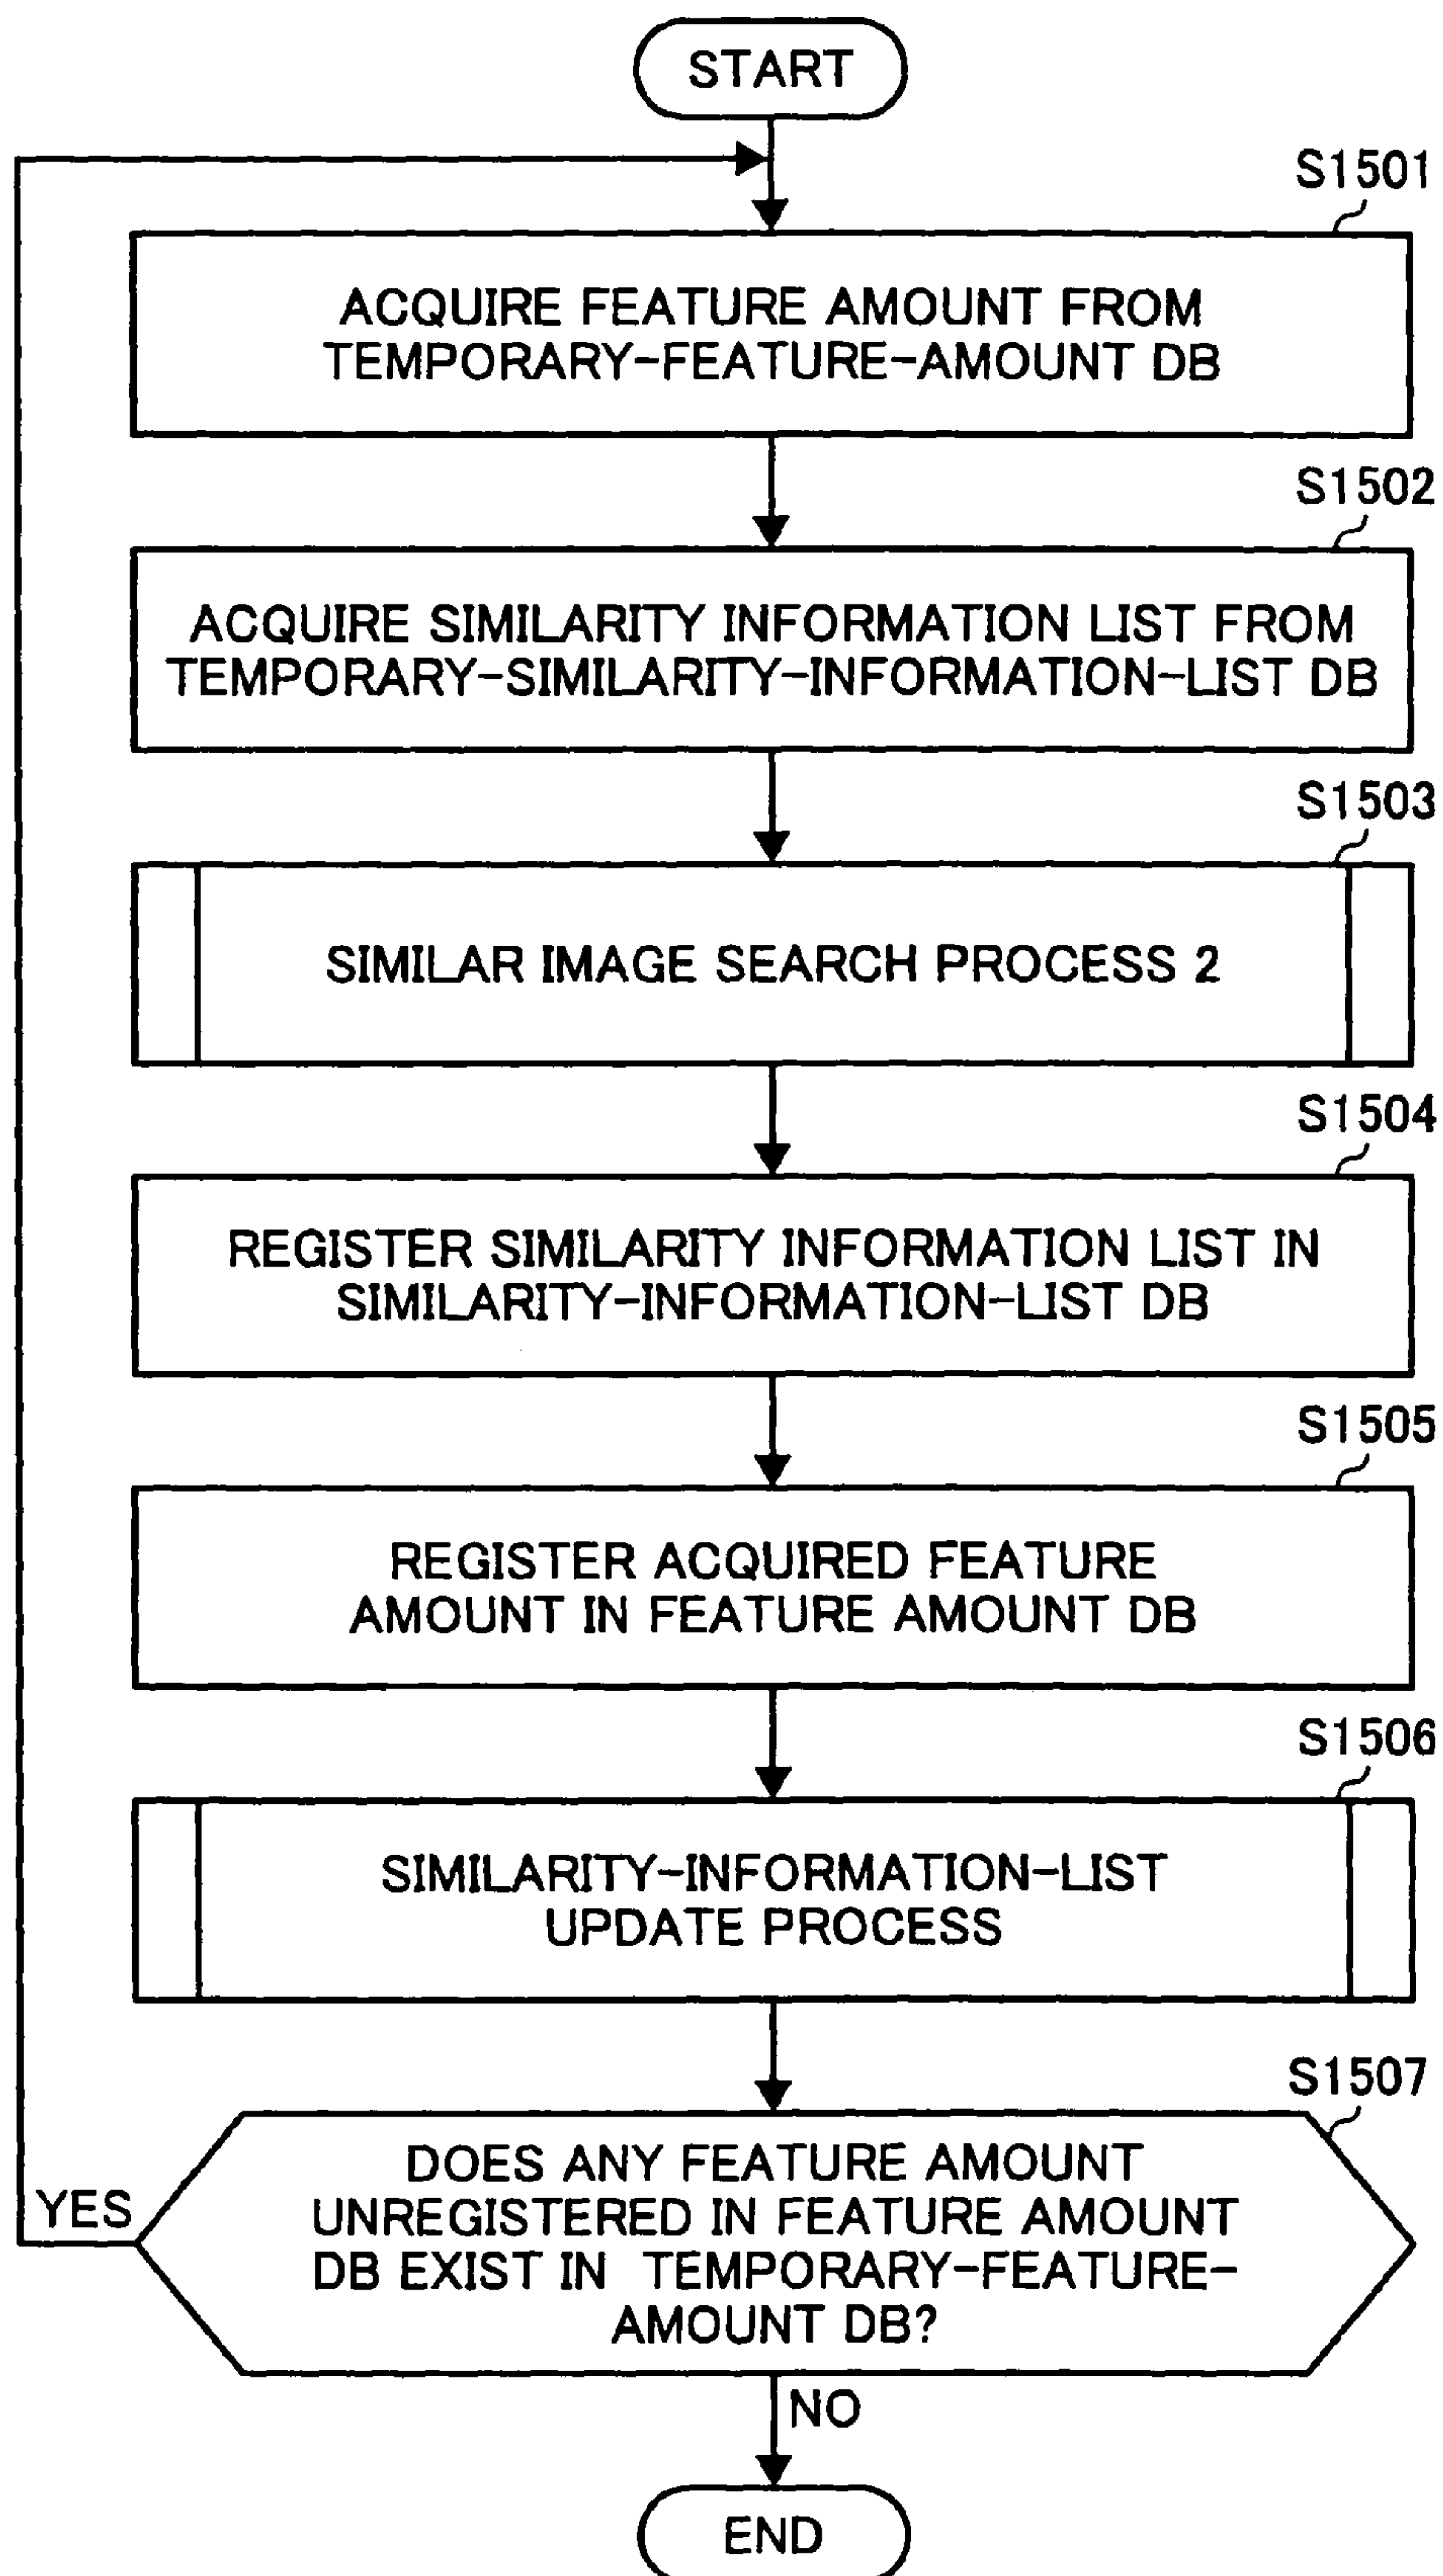 START
S1501
ACQUIRE FEATURE AMOUNT FROM
TEMPORARY-FEATURE-AMOUNT DB
S1502
ACQUIRE SIMILARITY INFORMATION LIST FROM
TEMPORARY-SIMILARITY-INFORMATION-LIST DB
S1503
SIMILAR IMAGE SEARCH PROCESS 2
S1504
REGISTER SIMILARITY INFORMATION LIST IN
SIMILARITY-INFORMATION-LIST DB
S1505
REGISTER ACQUIRED FEATURE
AMOUNT IN FEATURE AMOUNT DB
S1506
SIMILARITY-INFORMATION-LIST
UPDATE PROCESS
S1507
DOES ANY FEATURE AMOUNT
UNREGISTERED IN FEATURE AMOUNT
DB EXIST IN TEMPORARY-FEATURE-
AMOUNT DB?
YES
NO
END